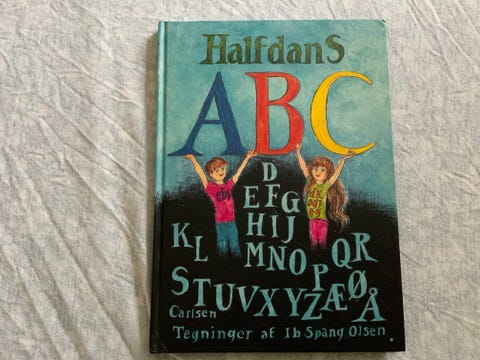 Halfdans
ABC
D
EFG
HIJ
KL MNO PQR
STUVXYZÆØÅ
Carlsen
Tegninger af Ib Spang Olsen